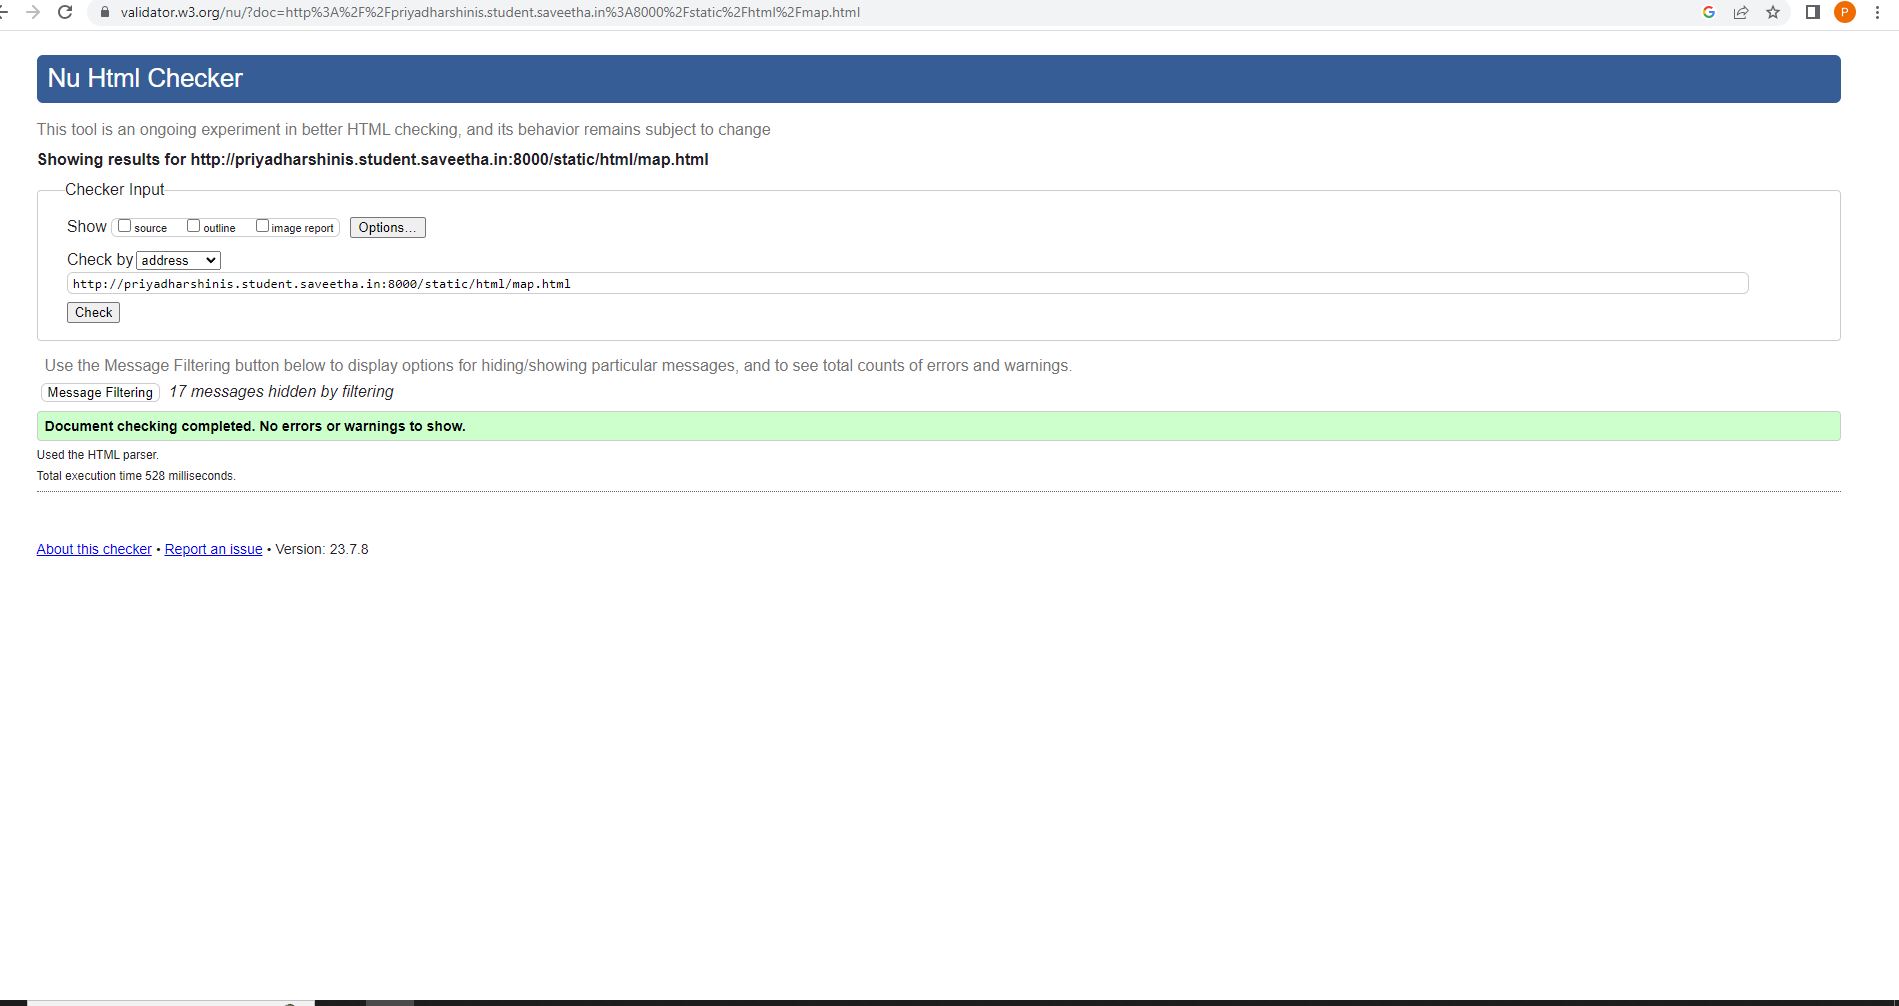 validator.w3.org/nu/?doc=http%3A%2F%2Fpriyadharshinis.student.saveetha.in%3A8000%2Fstatic%2Fhtml%2Fmap.html
P
Nu Html Checker
This tool is an ongoing experiment in better HTML checking, and its behavior remains subject to change
Showing results for http://priyadharshinis.student.saveetha.in:8000/static/html/map.html
Checker Input
Show source outline image report Options...
Check by address
http://priyadharshinis.student.saveetha.in:8000/static/html/map.html
Check
Use the Message Filtering button below to display options for hiding/showing particular messages, and to see total counts of errors and warnings.
Message Filtering 17 messages hidden by filtering
Document checking completed. No errors or warnings to show.
Used the HTML parser.
Total execution time 528 milliseconds.
About this checker • Report an issue • Version: 23.7.8